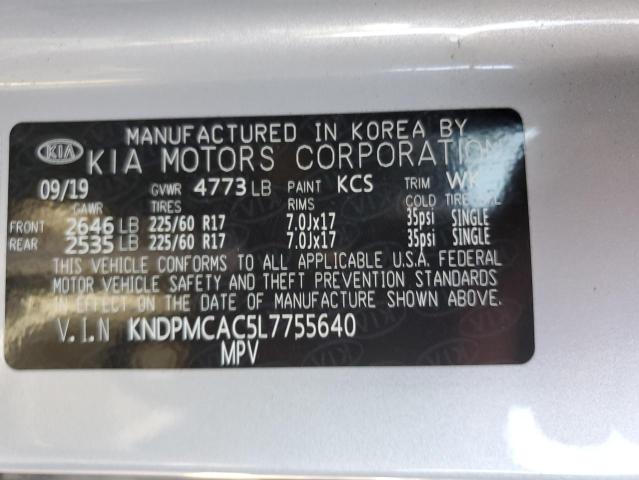 MANUFACTURED IN KOREA BY
KIA KIA MOTORS CORPORATION
09/19 GVWR 4773 LB PAINT KCS TRIM WK
GAWR TIRES RIMS COLD TIRE
FRONT 2646 LB 225/60 R17 7.0Jx17 35psi SINGLE
REAR 2535 LB 225/60 R17 7.0Jx17 35psi SINGLE
THIS VEHICLE CONFORMS TO ALL APPLICABLE U.S.A. FEDERAL
MOTOR VEHICLE SAFETY AND THEFT PREVENTION STANDARDS
IN EFFECT ON THE DATE OF MANUFACTURE SHOWN ABOVE.
V.I.N KNDPMCAC5L7755640
MPV